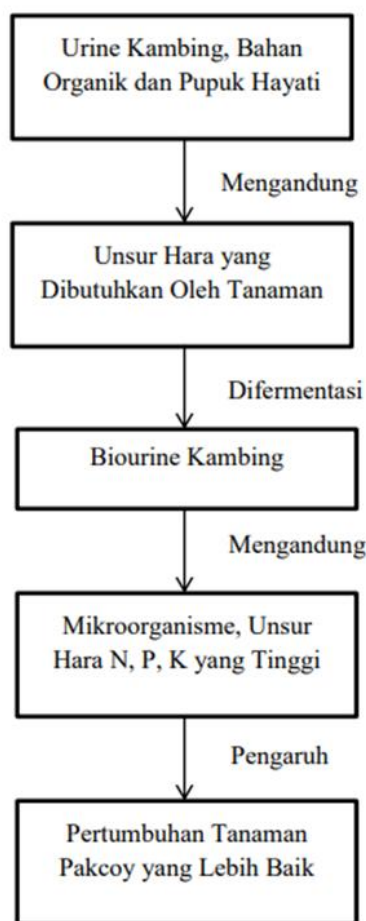 Urine Kambing, Bahan
Organik dan Pupuk Hayati
Mengandung
Unsur Hara yang
Dibutuhkan Oleh Tanaman
Difermentasi
Biourine Kambing
Mengandung
Mikroorganisme, Unsur
Hara N, P, K yang Tinggi
Pengaruh
Pertumbuhan Tanaman
Pakcoy yang Lebih Baik